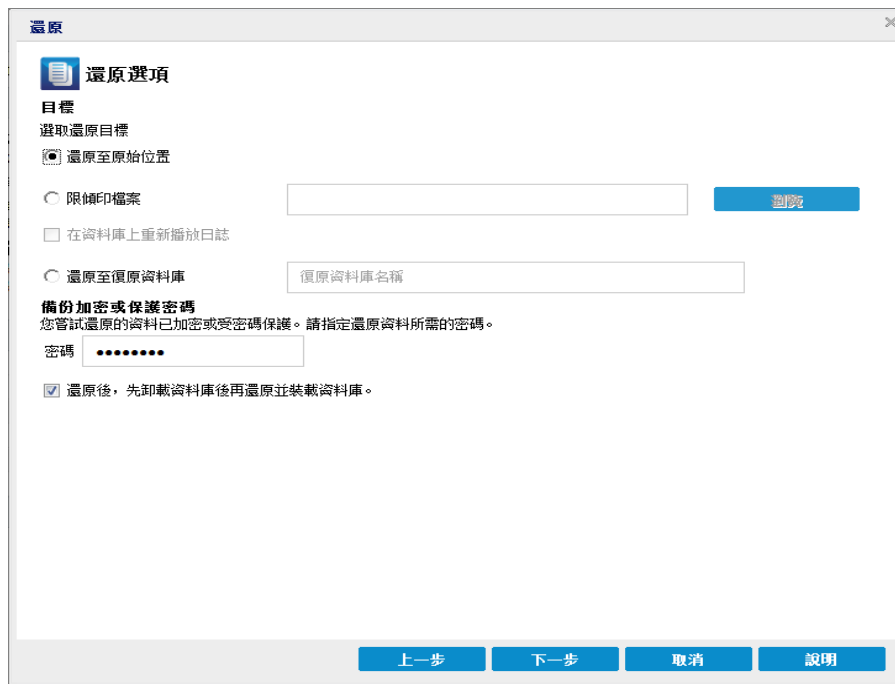 還原
還原選項
目標
選取還原目標
還原至原始位置
限傾印檔案
瀏覽
在資料庫上重新播放日誌
還原至復原資料庫 復原資料庫名稱
備份加密或保護密碼
您嘗試還原的資料已加密或受密碼保護。請指定還原資料所需的密碼。
密碼 ●●●●●●●●
還原後，先卸載資料庫後再還原並裝載資料庫。
上一步 下一步 取消 說明